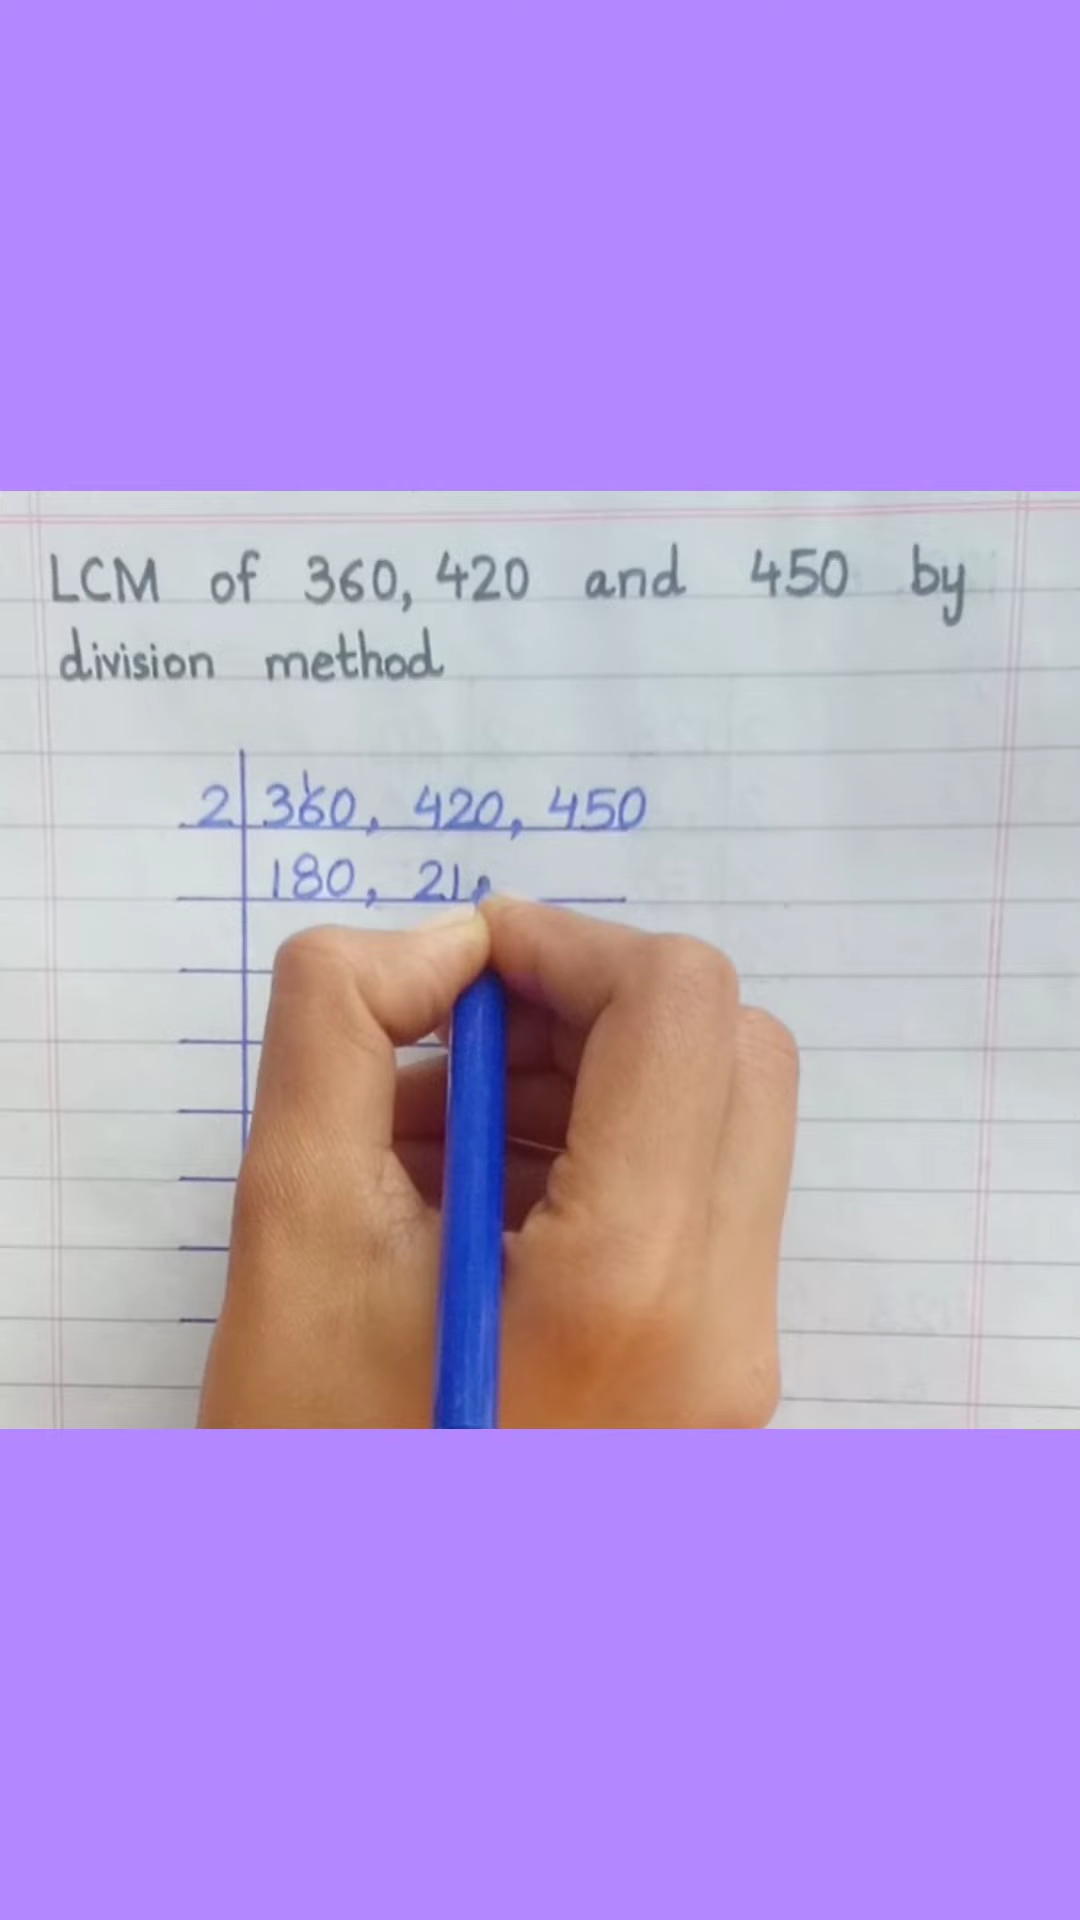 LCM of 360, 420 and 450 by
division method
2 360, 420, 450
180, 21